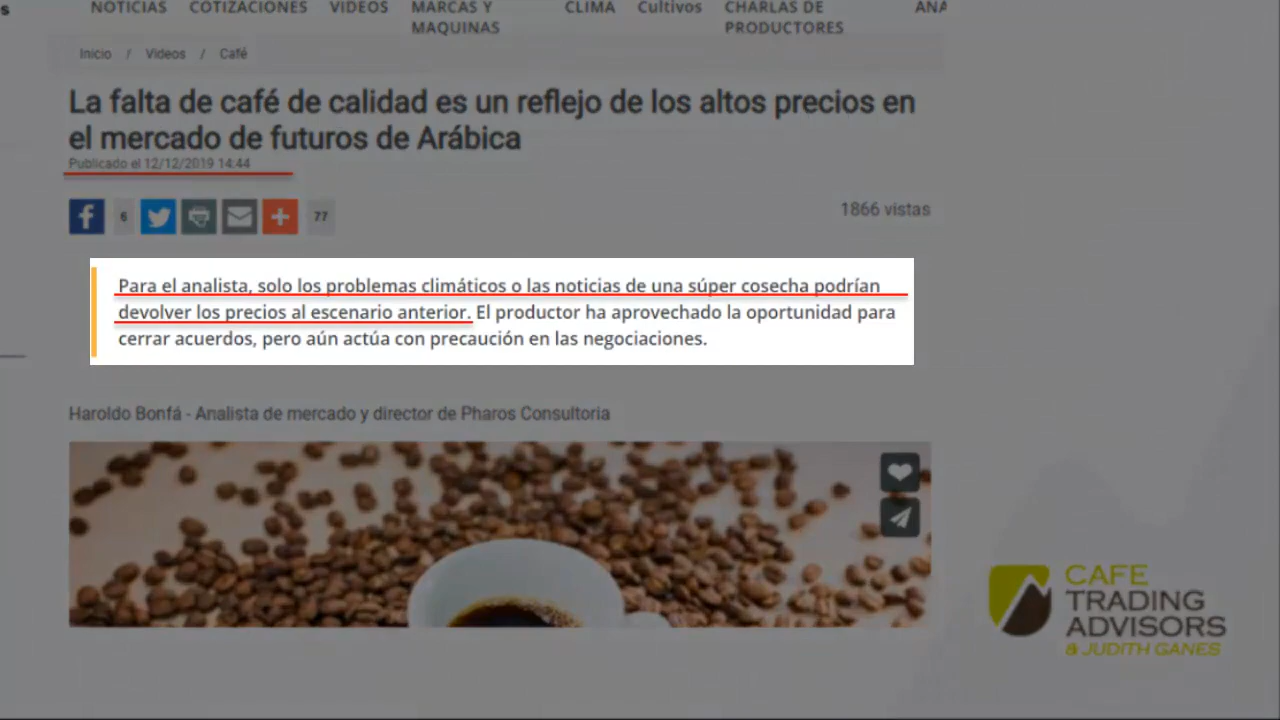 s
NOTICIAS COTIZACIONES VIDEOS MARCAS Y MAQUINAS CLIMA Cultivos CHARLAS DE PRODUCTORES ANA
Inicio / Videos / Café
La falta de café de calidad es un reflejo de los altos precios en
el mercado de futuros de Arábica
Publicado el 12/12/2019 14:44
6 77
1866 vistas
Para el analista, solo los problemas climáticos o las noticias de una súper cosecha podrían
devolver los precios al escenario anterior. El productor ha aprovechado la oportunidad para
cerrar acuerdos, pero aún actúa con precaución en las negociaciones.
Haroldo Bonfá - Analista de mercado y director de Pharos Consultoria
CAFE
TRADING
ADVISORS
& JUDITH GANES